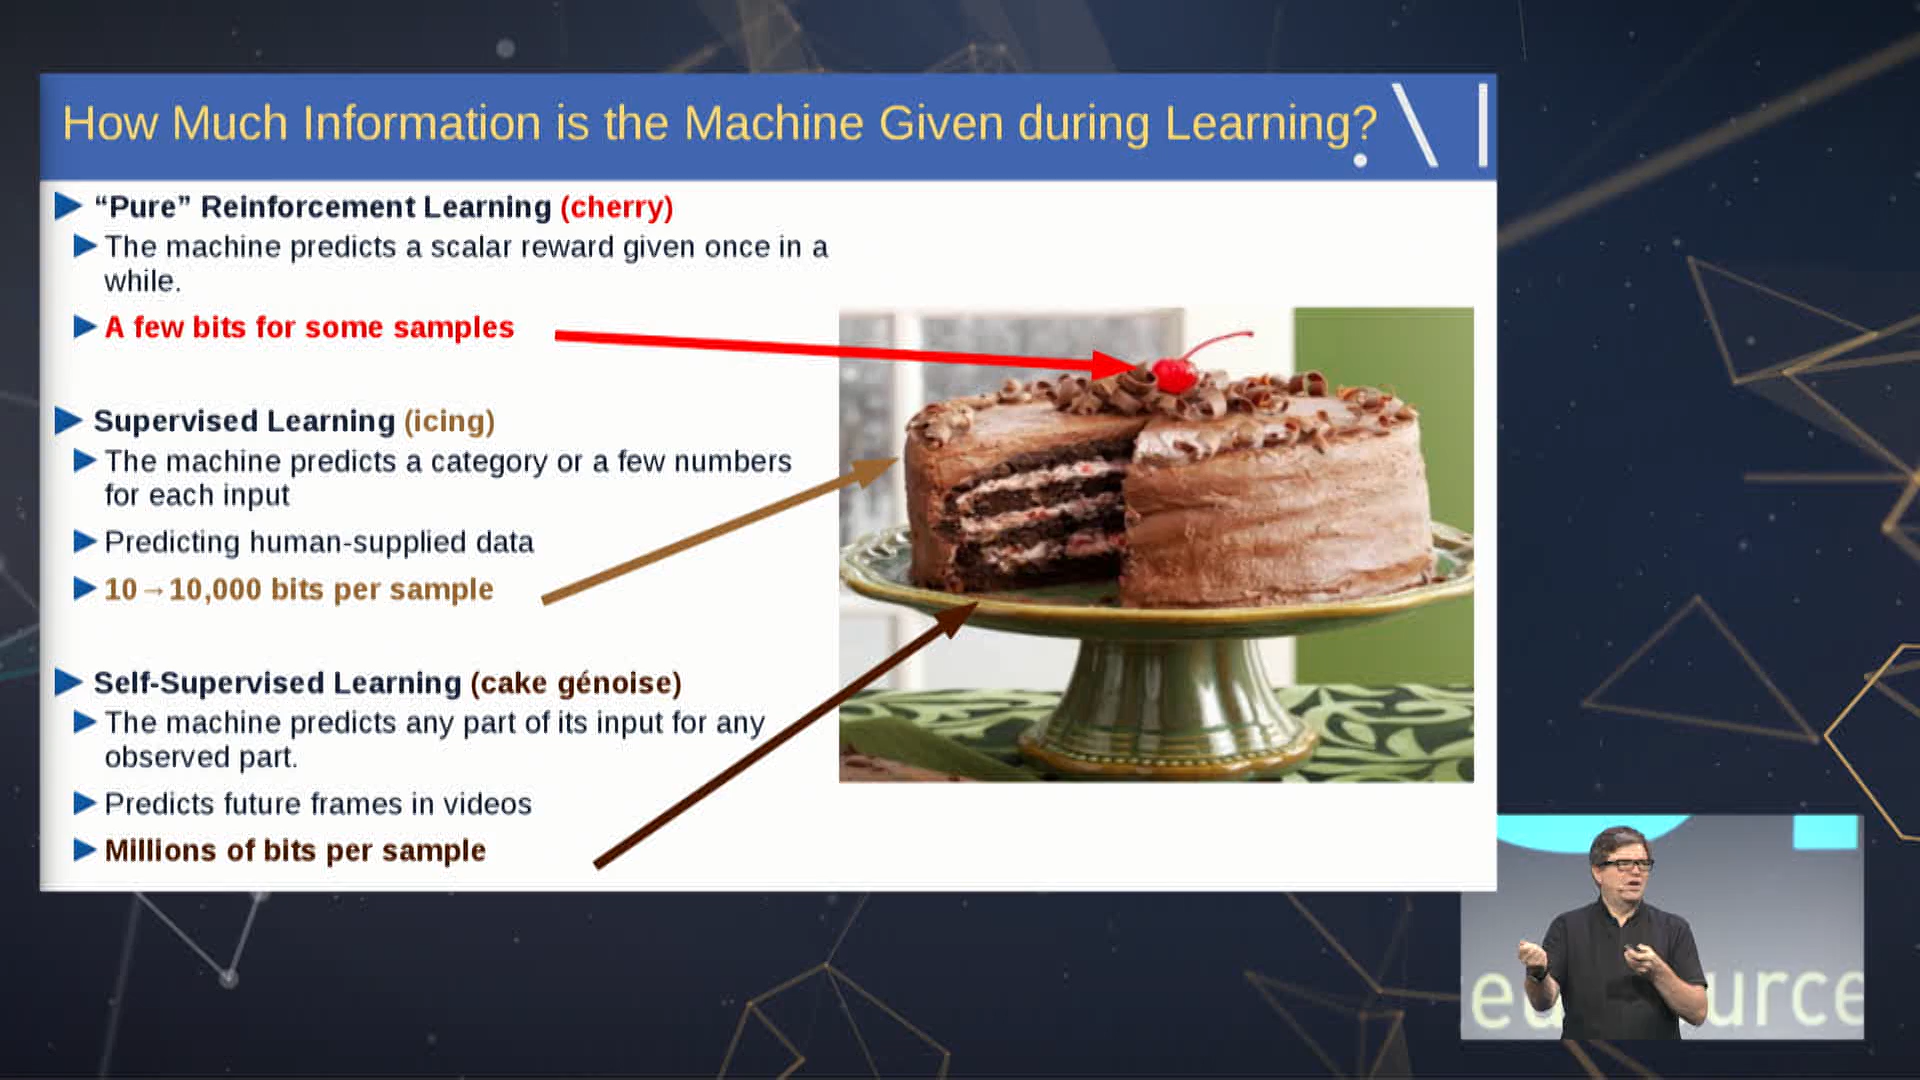 How Much Information is the Machine Given during Learning?
“Pure” Reinforcement Learning (cherry)
The machine predicts a scalar reward given once in a
while.
A few bits for some samples
Supervised Learning (icing)
The machine predicts a category or a few numbers
for each input
Predicting human-supplied data
10→10,000 bits per sample
Self-Supervised Learning (cake génoise)
The machine predicts any part of its input for any
observed part.
Predicts future frames in videos
Millions of bits per sample